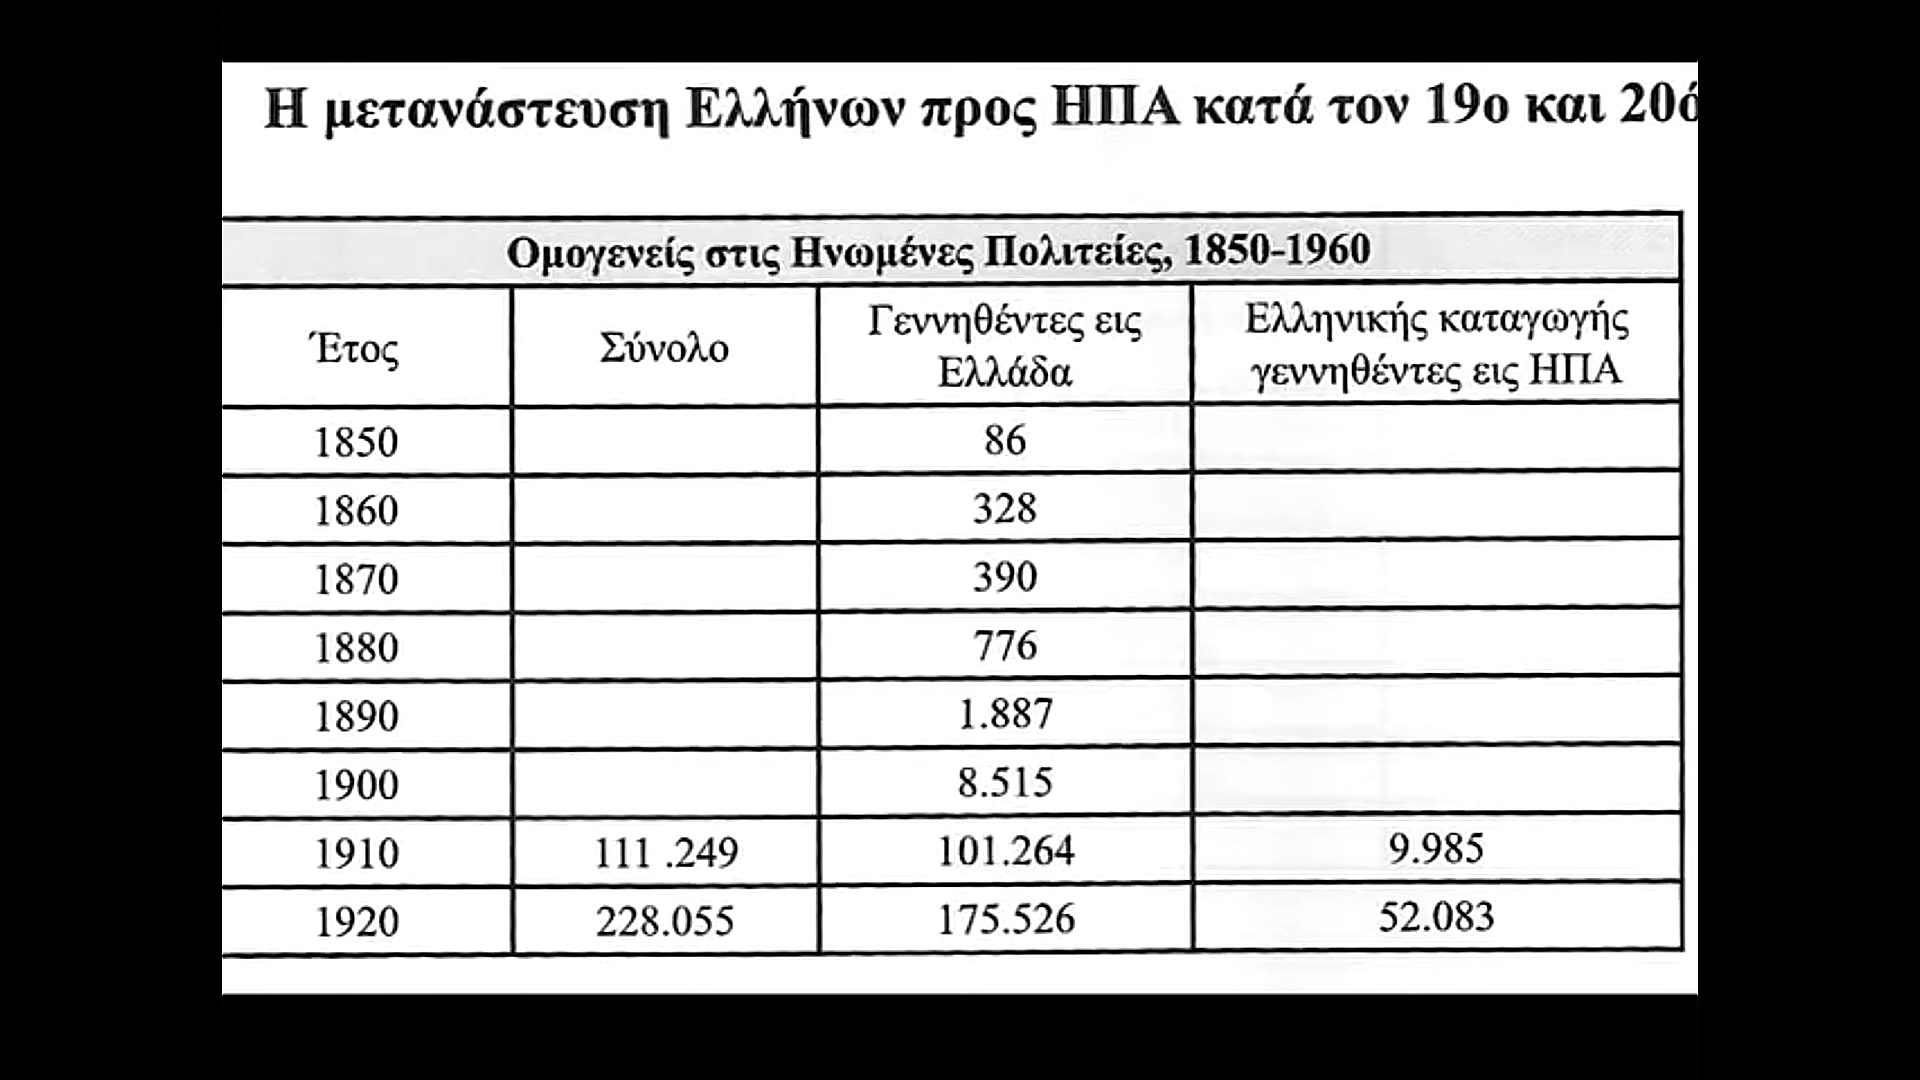 Η μετανάστευση Ελλήνων προς ΗΠΑ κατά τον 19ο και 20ό
Ομογενείς στις Ηνωμένες Πολιτείες, 1850-1960
Έτος Σύνολο Γεννηθέντες εις Ελλάδα Ελληνικής καταγωγής γεννηθέντες εις ΗΠΑ
1850 86
1860 328
1870 390
1880 776
1890 1.887
1900 8.515
1910 111 .249 101.264 9.985
1920 228.055 175.526 52.083